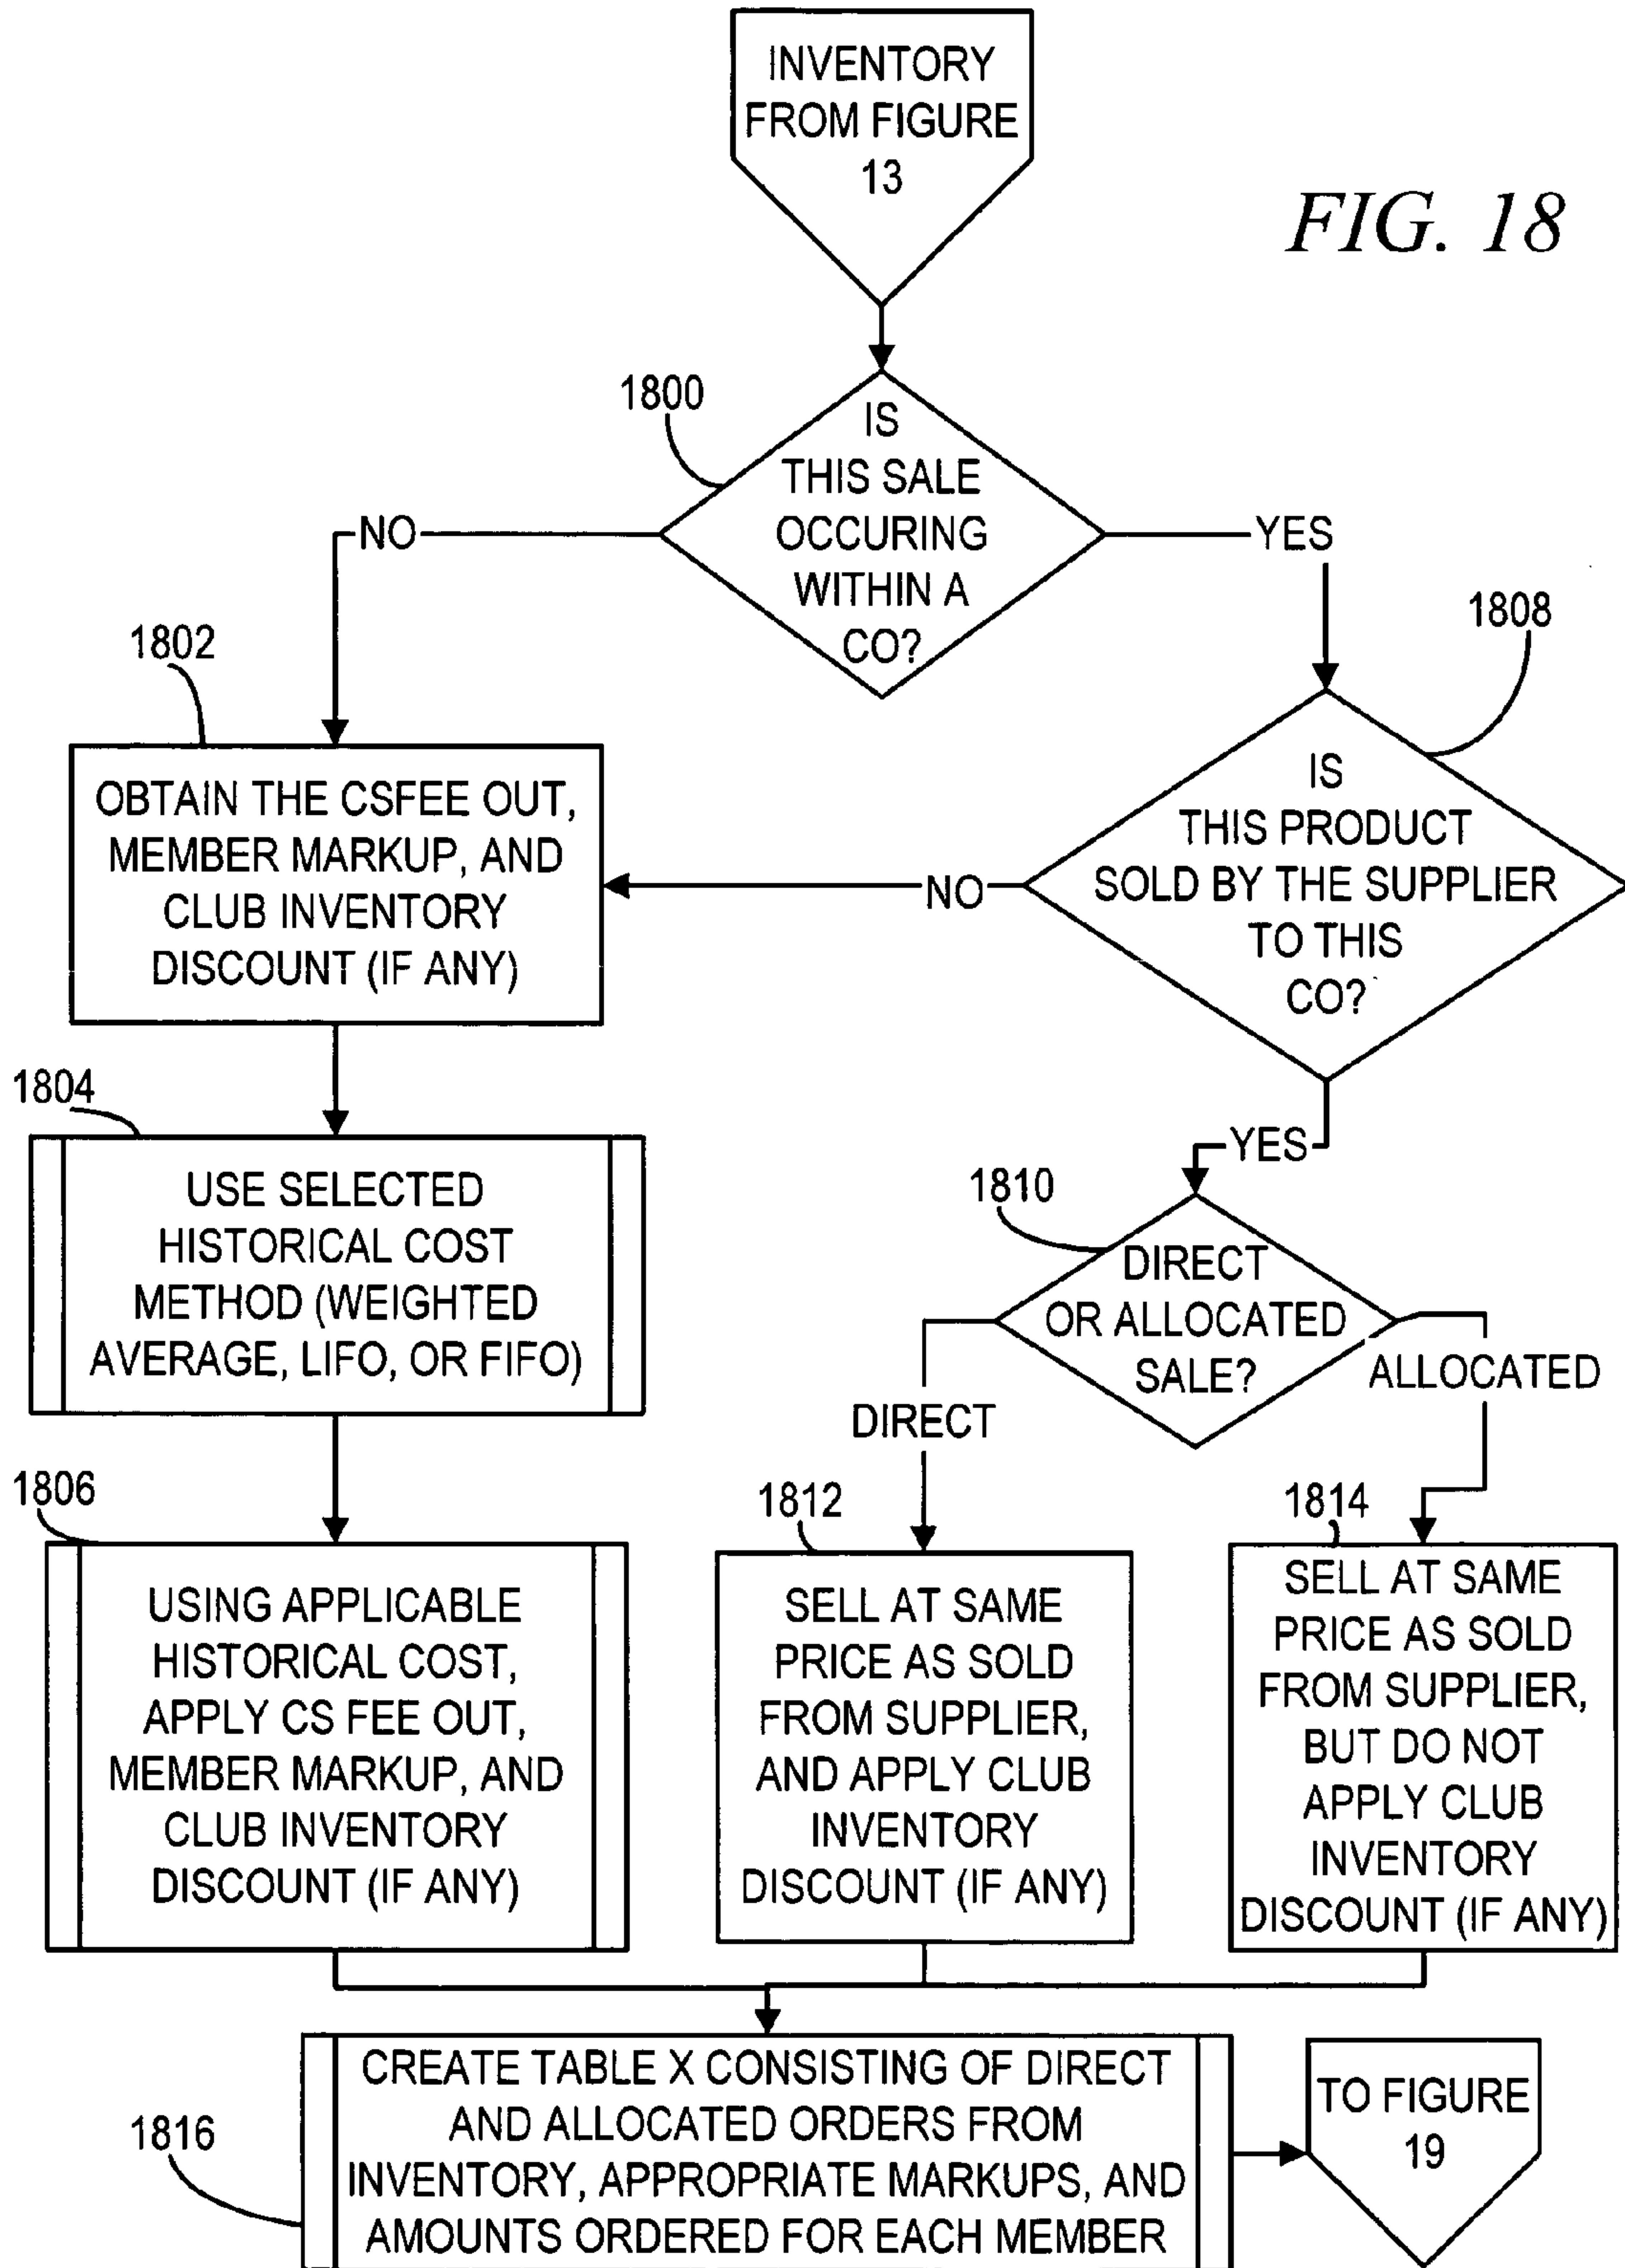 INVENTORY
FROM FIGURE
13
FIG. 18
1800
IS
THIS SALE
OCCURING
WITHIN A
CO?
NO
YES
1802
1808
OBTAIN THE CSFEE OUT,
MEMBER MARKUP, AND
CLUB INVENTORY
DISCOUNT (IF ANY)
IS
THIS PRODUCT
SOLD BY THE SUPPLIER
TO THIS
CO?
NO
YES
1804
USE SELECTED
HISTORICAL COST
METHOD (WEIGHTED
AVERAGE, LIFO, OR FIFO)
1810
DIRECT
OR ALLOCATED
SALE?
DIRECT
ALLOCATED
1806
USING APPLICABLE
HISTORICAL COST,
APPLY CS FEE OUT,
MEMBER MARKUP, AND
CLUB INVENTORY
DISCOUNT (IF ANY)
1812
SELL AT SAME
PRICE AS SOLD
FROM SUPPLIER,
AND APPLY CLUB
INVENTORY
DISCOUNT (IF ANY)
1814
SELL AT SAME
PRICE AS SOLD
FROM SUPPLIER,
BUT DO NOT
APPLY CLUB
INVENTORY
DISCOUNT (IF ANY)
1816
CREATE TABLE X CONSISTING OF DIRECT
AND ALLOCATED ORDERS FROM
INVENTORY, APPROPRIATE MARKUPS, AND
AMOUNTS ORDERED FOR EACH MEMBER
TO FIGURE
19